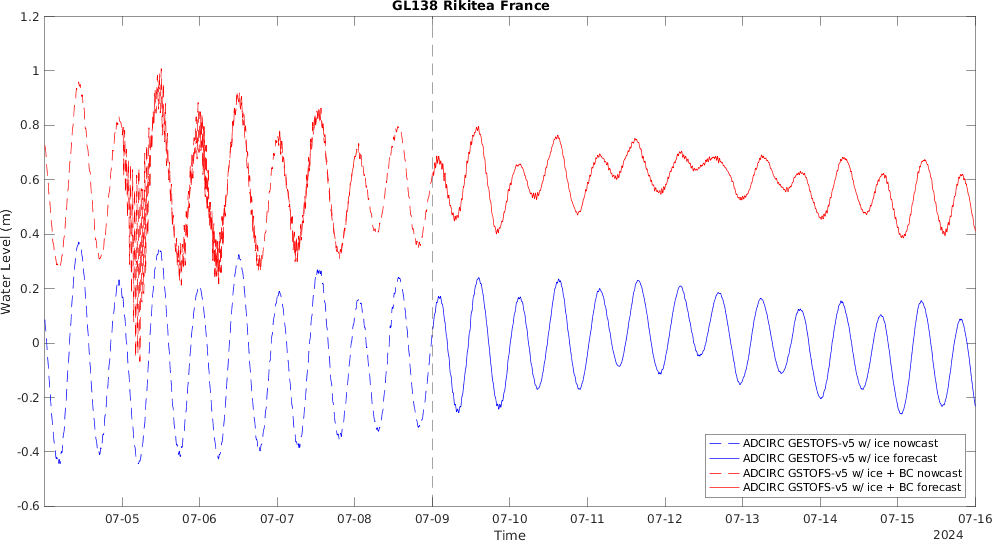 GL138 Rikitea France
Water Level (m)
1.2
1
0.8
0.6
0.4
0.2
0
-0.2
-0.4
-0.6
ADCIRC GESTOFS-v5 w/ ice nowcast
ADCIRC GESTOFS-v5 w/ ice forecast
ADCIRC GSTOFS-v5 w/ ice + BC nowcast
ADCIRC GSTOFS-v5 w/ ice + BC forecast
07-05 07-06 07-07 07-08 07-09 07-10 07-11 07-12 07-13 07-14 07-15 07-16
Time
2024